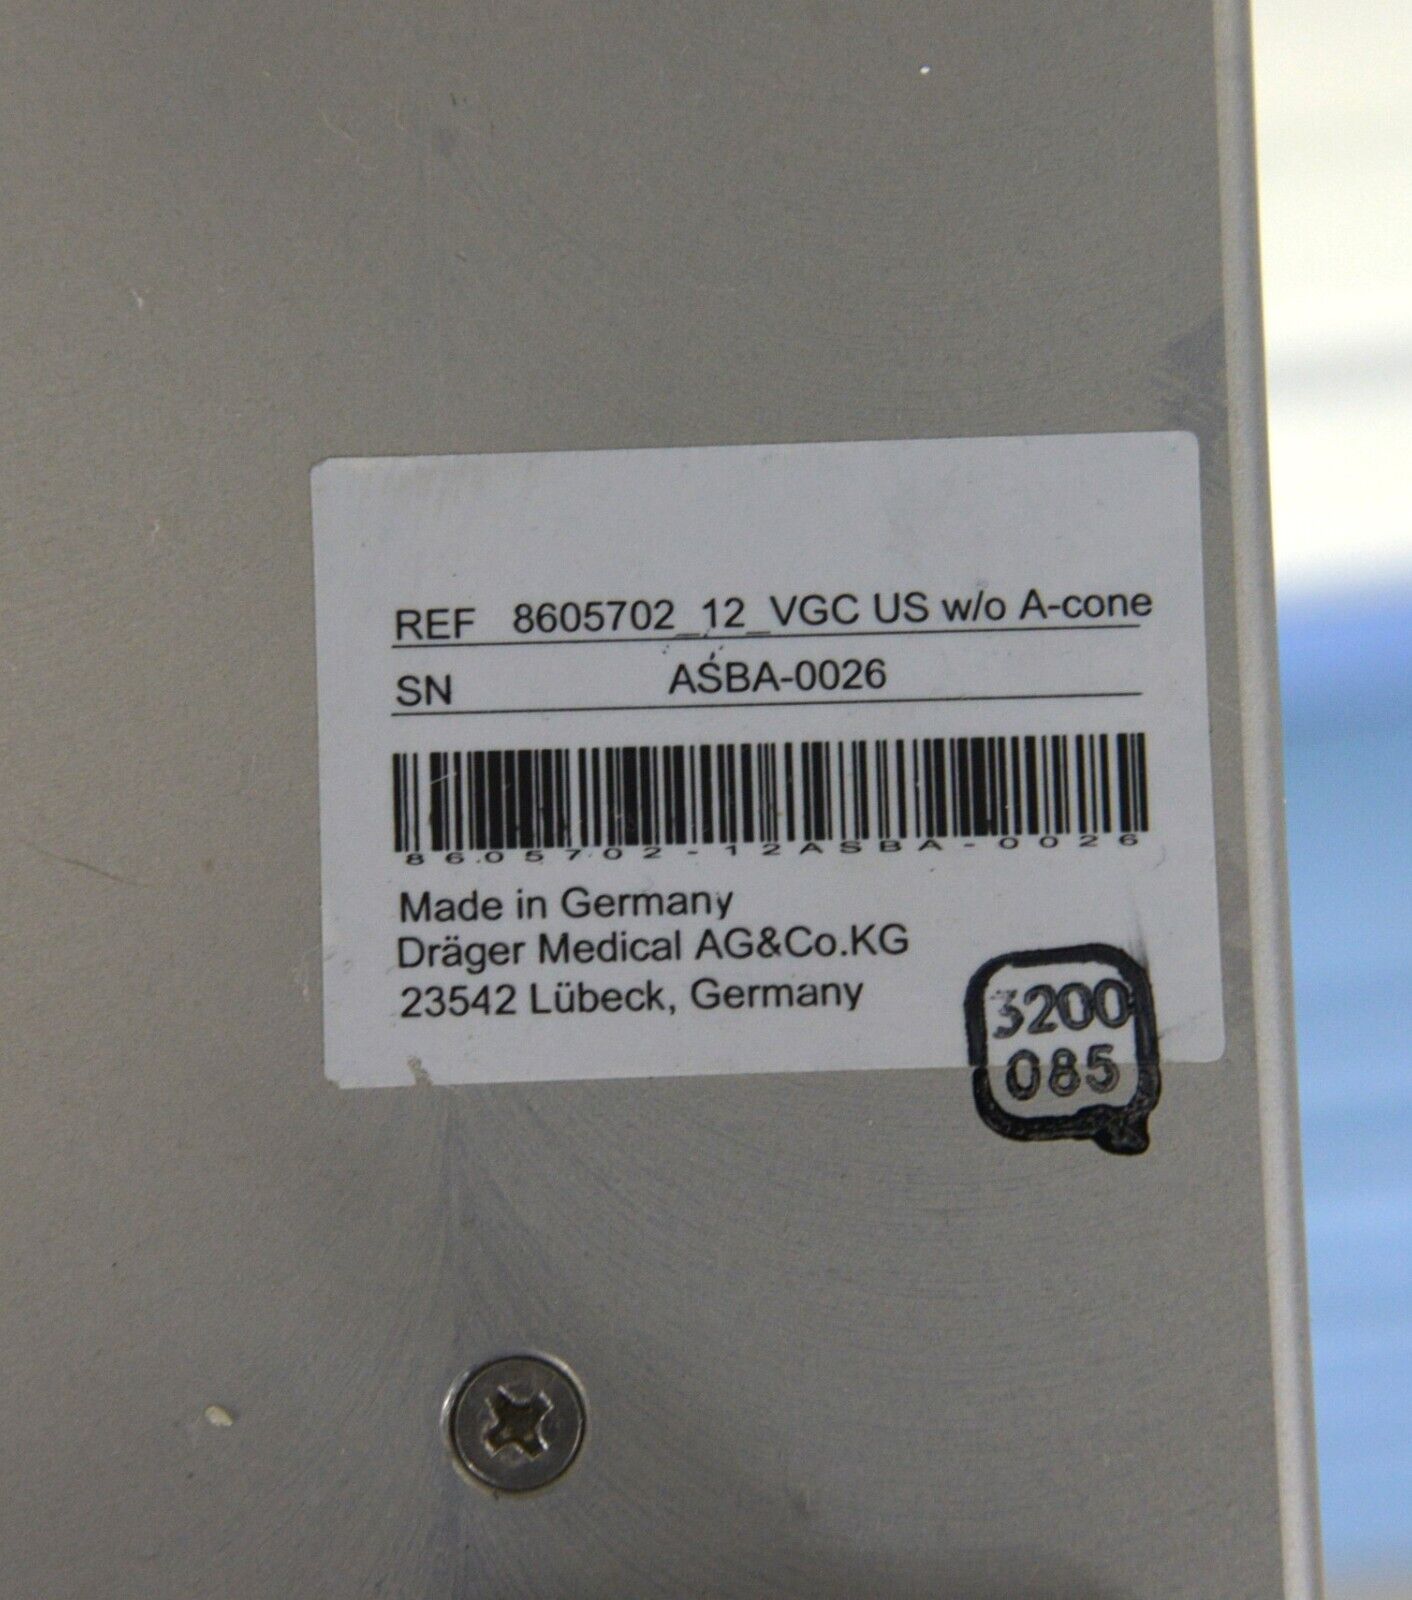 REF 8605702_12_VGC US w/o A-cone
SN ASBA-0026
8605702-12ASBA-0026
Made in Germany
Dräger Medical AG&Co.KG
23542 Lübeck, Germany
3200
085